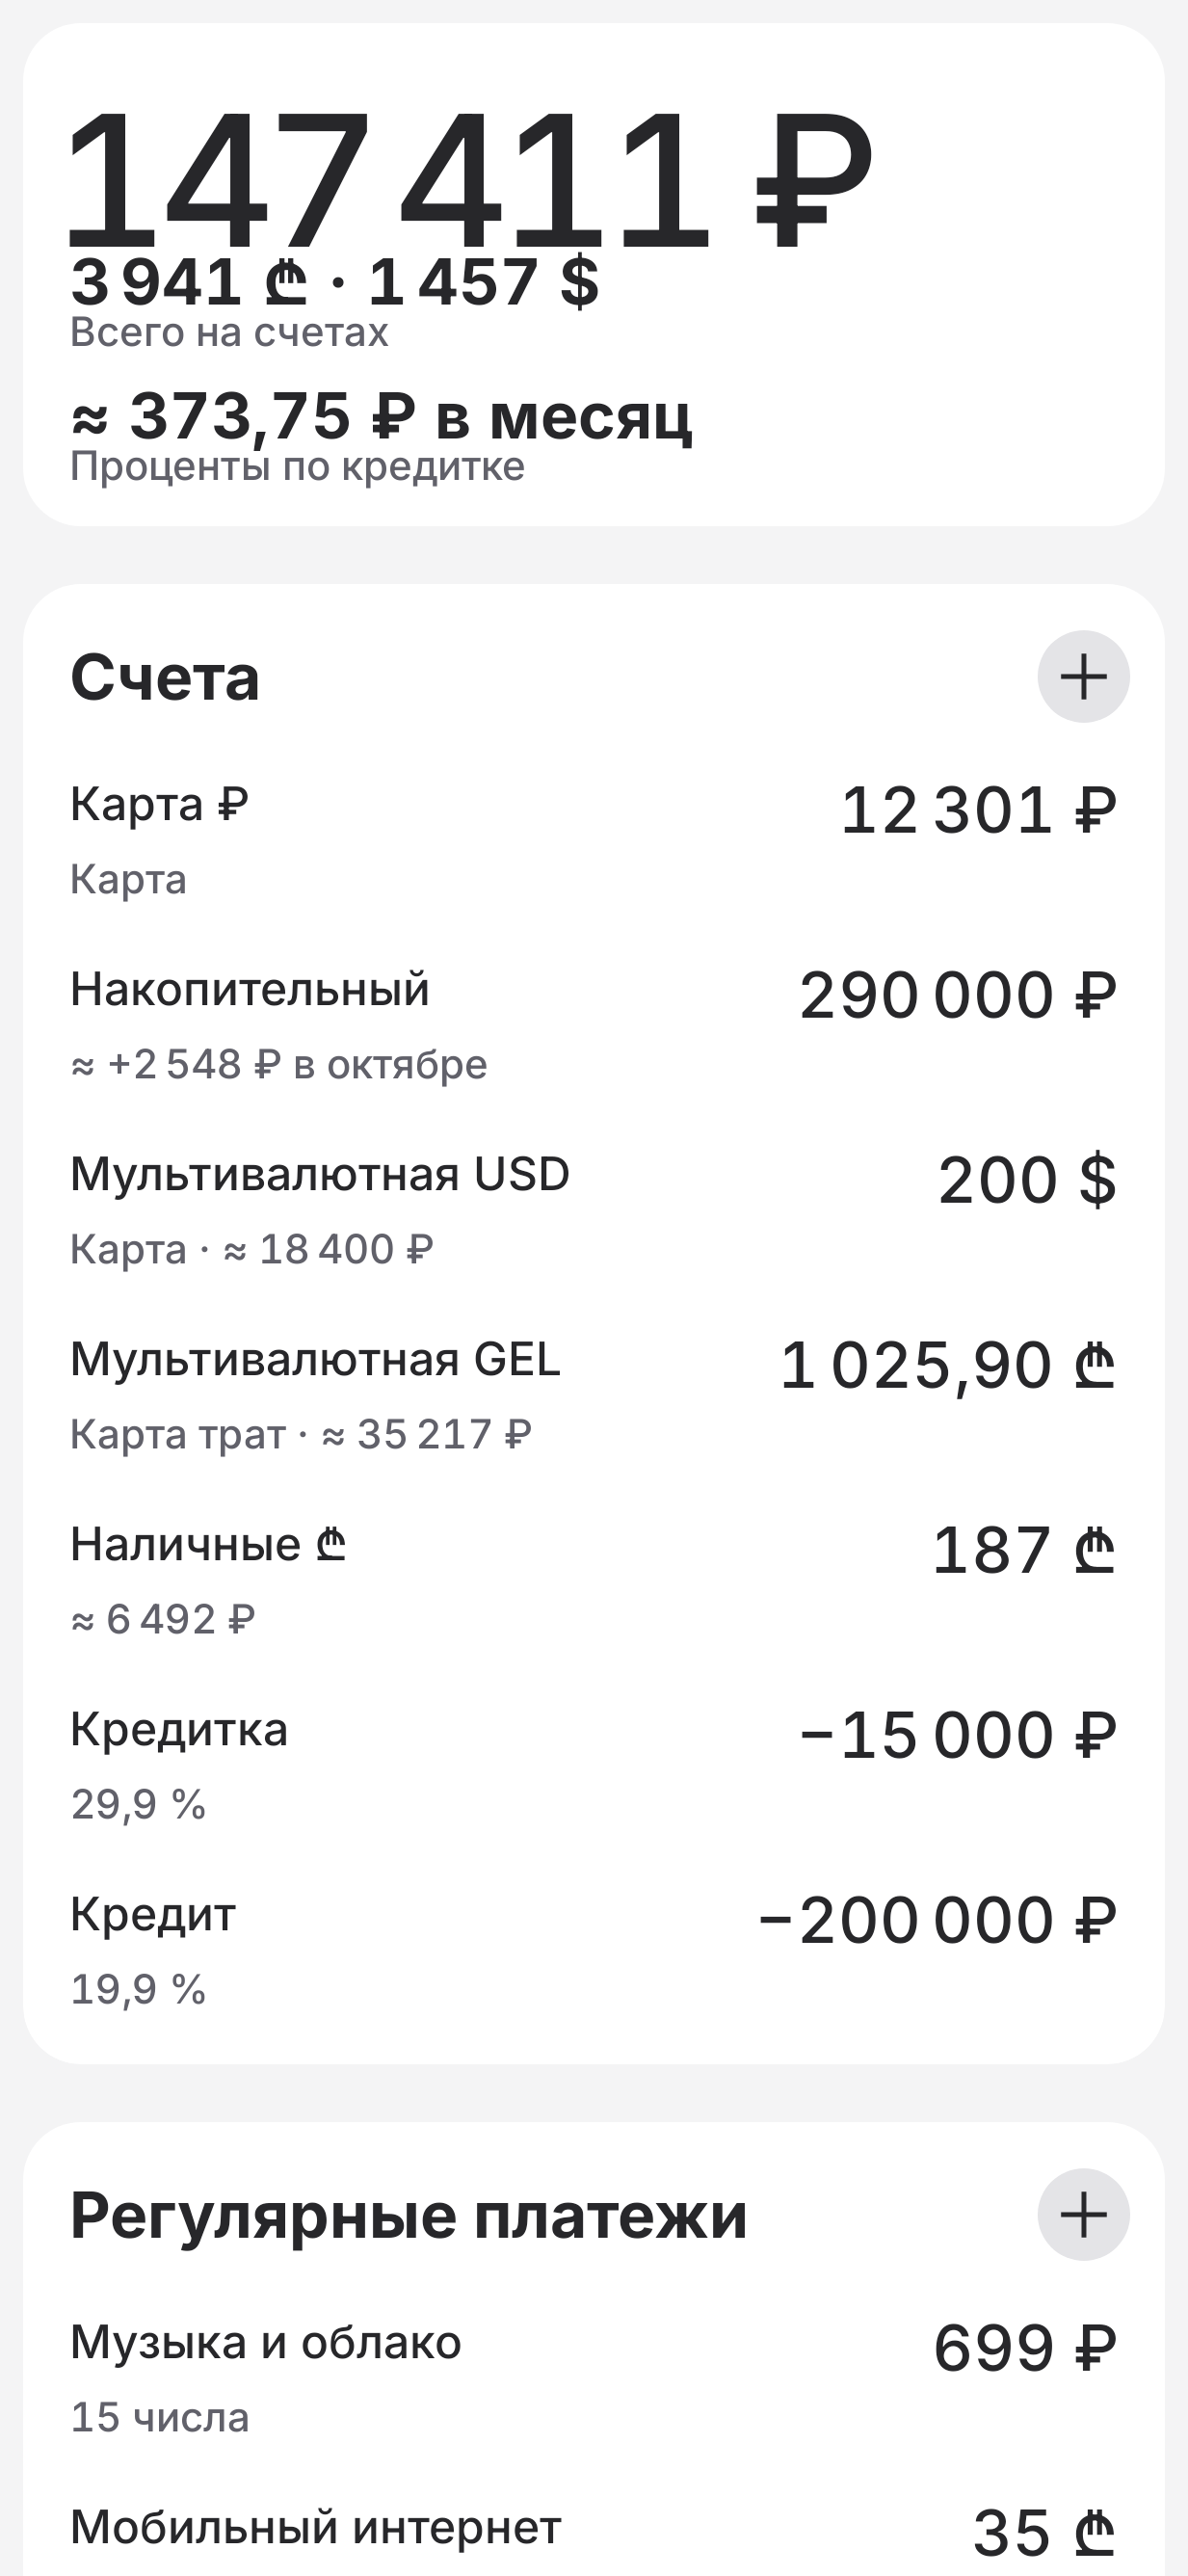 147 411 ₽
3 941 ₾ · 1 457 $
Всего на счетах
≈ 373,75 ₽ в месяц
Проценты по кредитке
Счета
Карта ₽
12 301 ₽
Карта
Накопительный
290 000 ₽
≈ +2 548 ₽ в октябре
Мультивалютная USD
200 $
Карта · ≈ 18 400 ₽
Мультивалютная GEL
1 025,90 ₾
Карта трат · ≈ 35 217 ₽
Наличные ₾
187 ₾
≈ 6 492 ₽
Кредитка
−15 000 ₽
29,9 %
Кредит
−200 000 ₽
19,9 %
Регулярные платежи
Музыка и облако
699 ₽
15 числа
Мобильный интернет
35 ₾